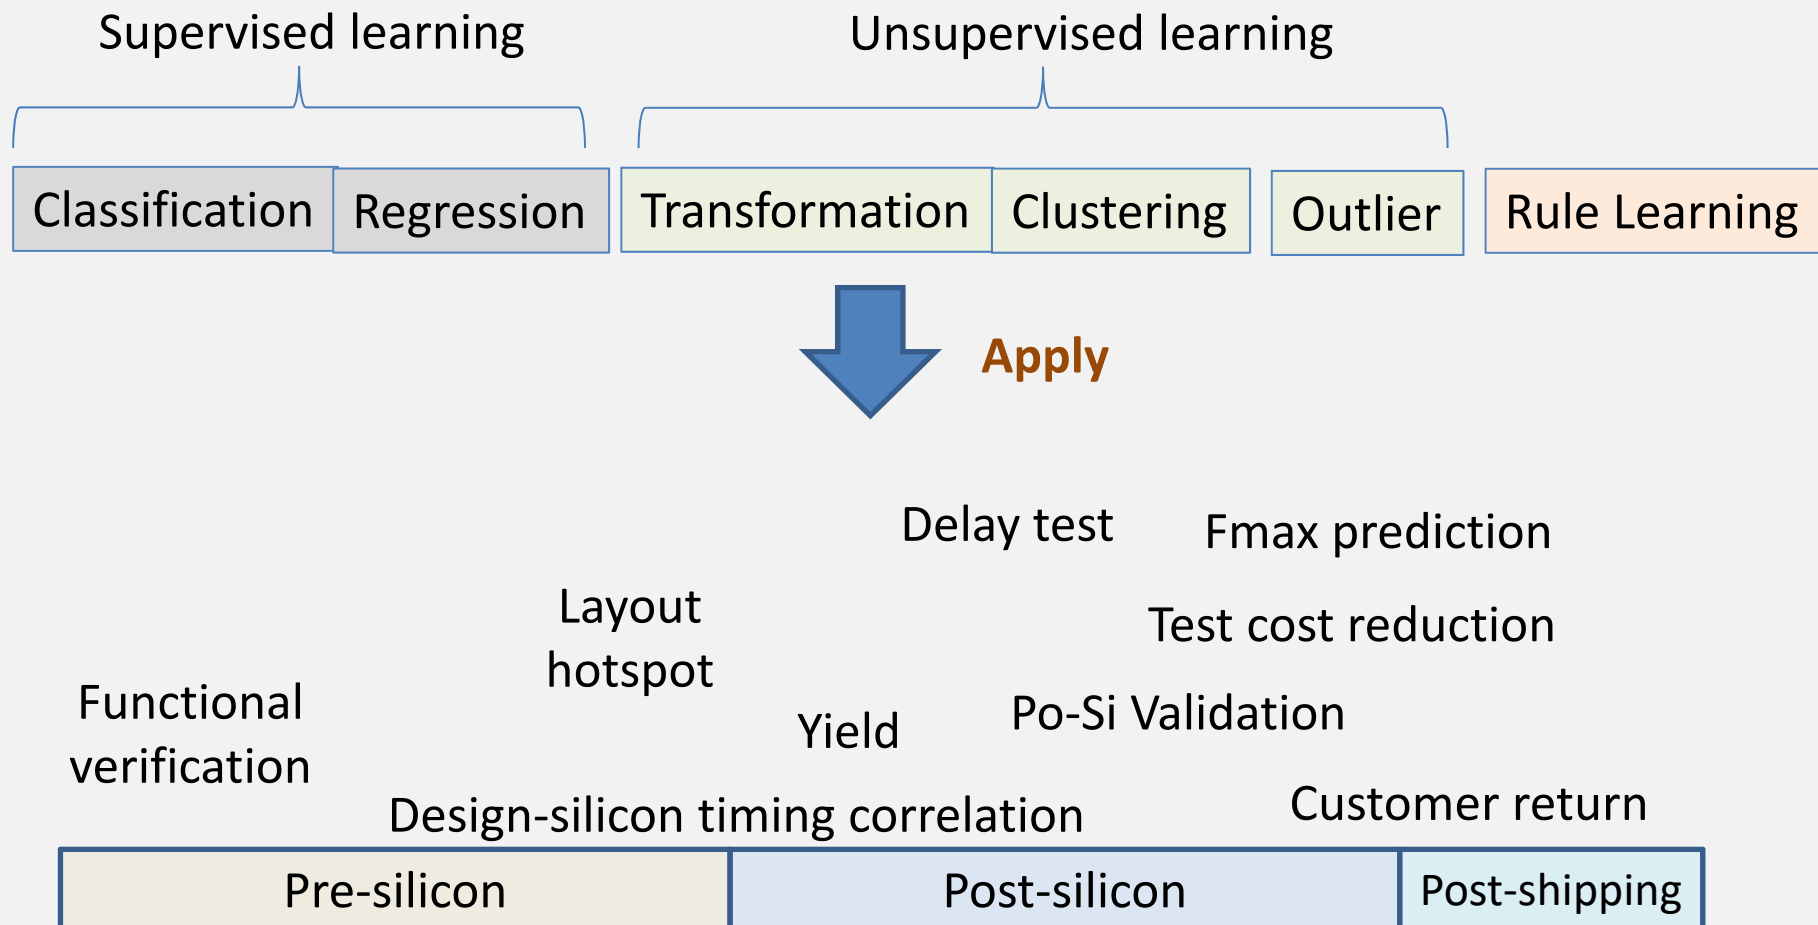 Supervised learning
Unsupervised learning
Classification
Regression
Transformation
Clustering
Outlier
Rule Learning
Apply
Delay test
Fmax prediction
Layout
hotspot
Test cost reduction
Functional
verification
Yield
Po-Si Validation
Design-silicon timing correlation
Customer return
Pre-silicon
Post-silicon
Post-shipping